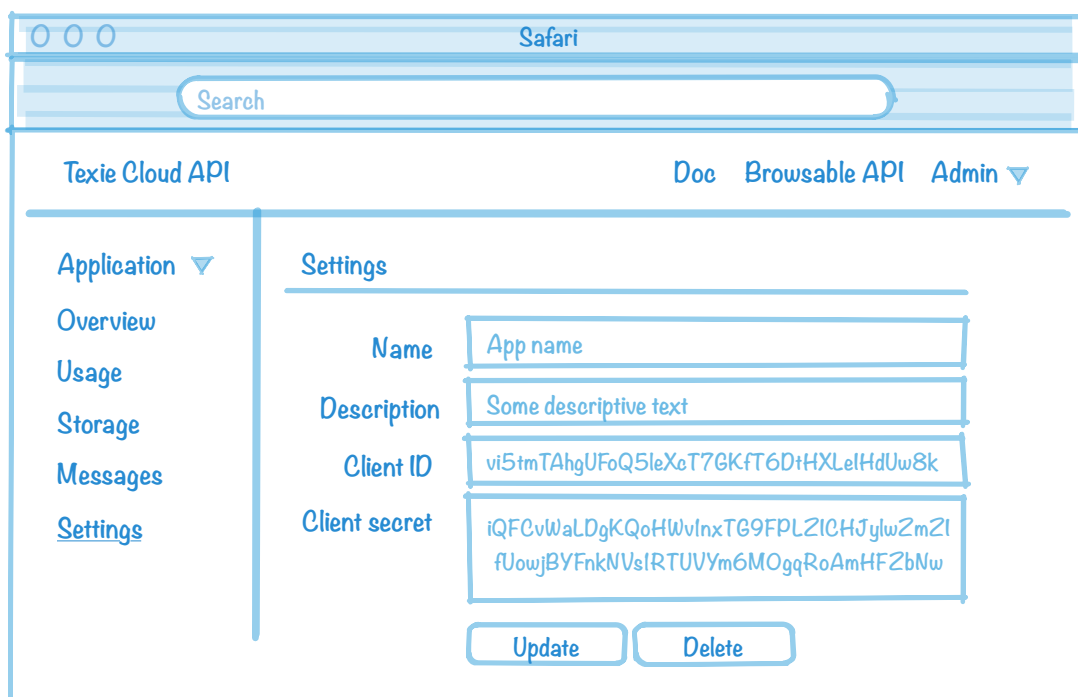 Safari
Search
Texie Cloud API
Doc
Browsable API
Admin
Application
Overview
Usage
Storage
Messages
Settings
Settings
Name
App name
Description
Some descriptive text
Client ID
vi5tmTAhgUFoQ5leXcT7GKfT6DtHXLelHdUw8k
Client secret
iQFCvWaLDgKQoHWvlnxTG9FPLZlCHJylwZmZl
fUowjBYFnkNVslRTUVYm6MOgqRoAmHFZbNw
Update
Delete